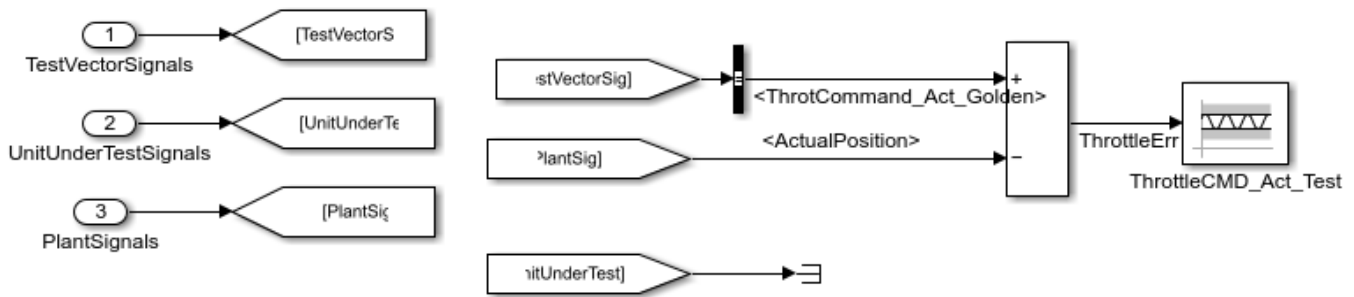 1
TestVectorSignals
[TestVectorS
2
UnitUnderTestSignals
[UnitUnderTe
3
PlantSignals
[PlantSig
stVectorSig]
<ThrotCommand_Act_Golden>
+
PlantSig]
<ActualPosition>
−
ThrottleErr
ThrottleCMD_Act_Test
nitUnderTest]